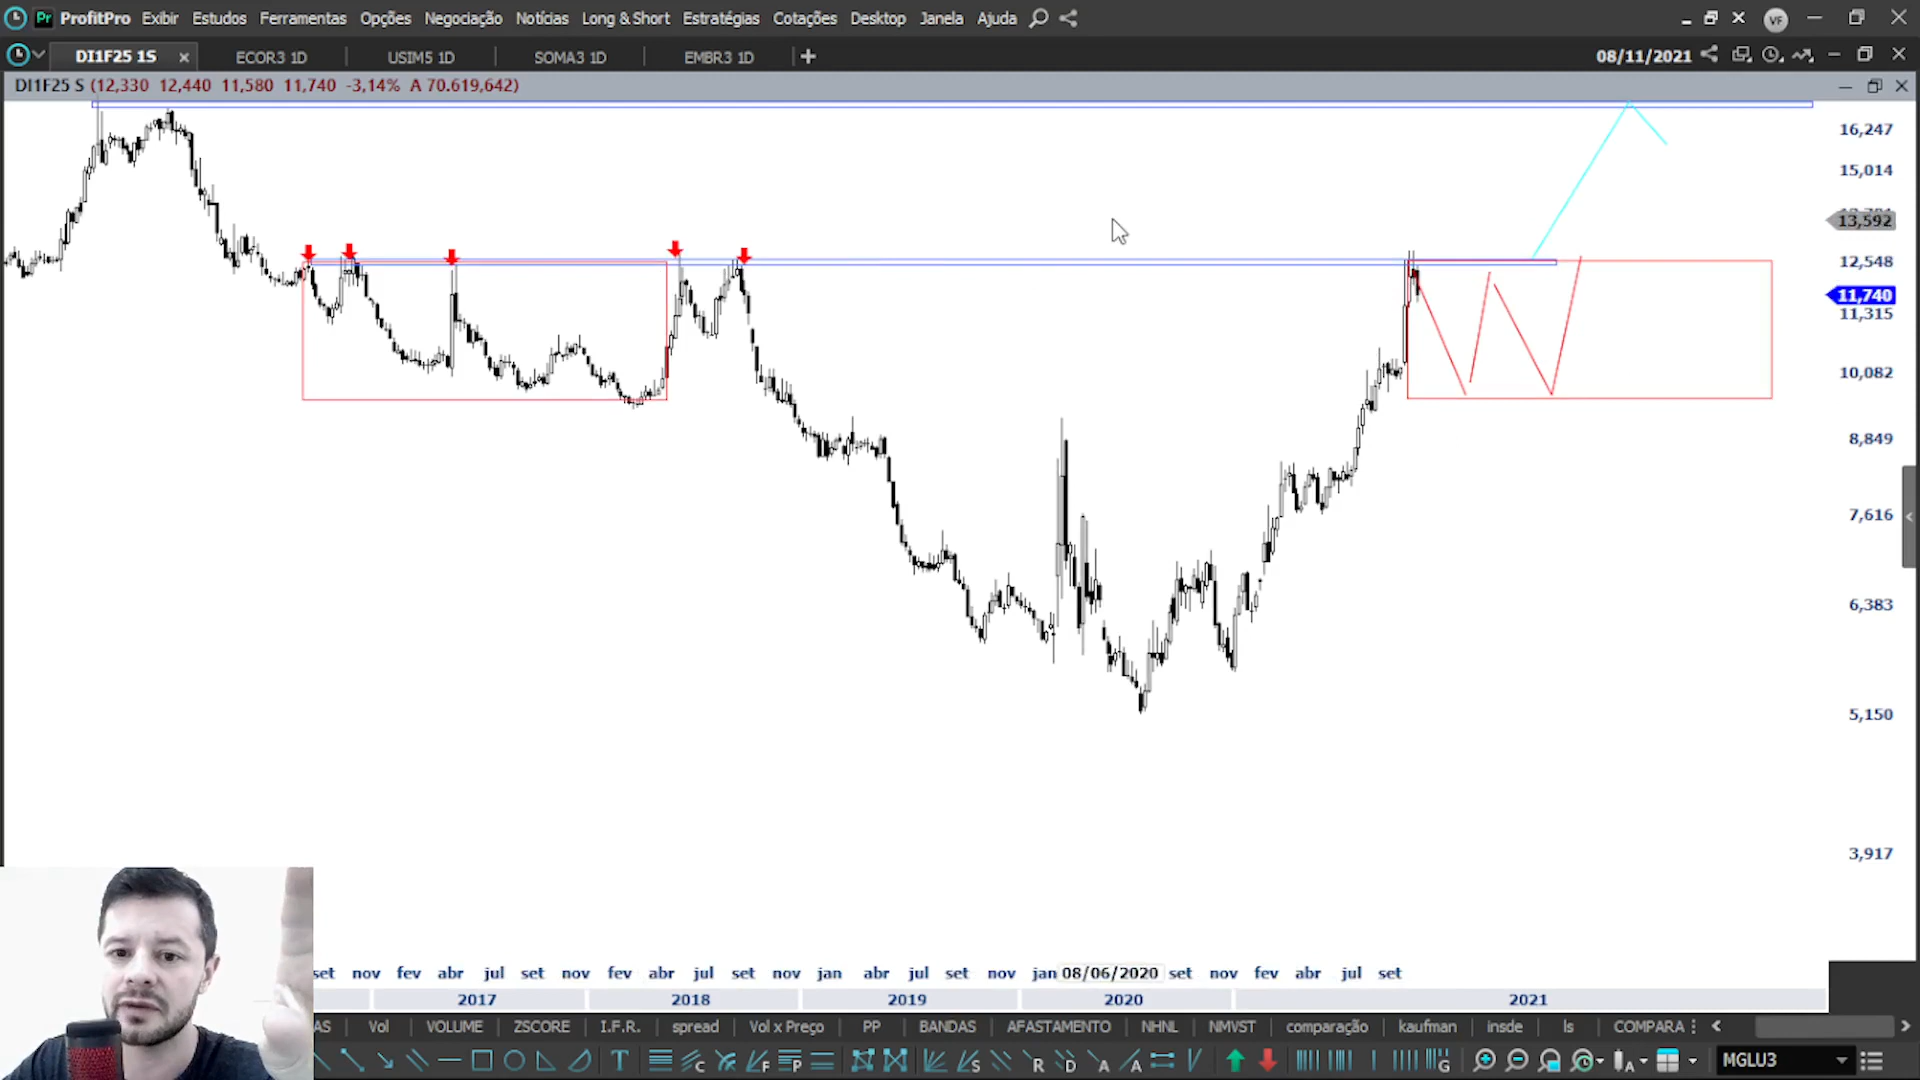 Pr ProfitPro Exibir Estudos Ferramentas Opções Negociação Notícias Long & Short Estratégias Cotações Desktop Janela Ajuda VF
DI1F25 1S ECOR3 1D USIM5 1D SOMA3 1D EMBR3 1D 08/11/2021
DI1F25 S (12,330 12,440 11,580 11,740 -3,14% A 70.619,642)
16,247
15,014
13,592
12,548
11,740
11,315
10,082
8,849
7,616
6,383
5,150
3,917
set nov fev abr jul set nov fev abr jul set nov jan abr jul set nov jan 08/06/2020 set nov fev abr jul set
2017 2018 2019 2020 2021
AS Vol VOLUME ZSCORE I.F.R. spread Vol x Preço PP BANDAS AFASTAMENTO NHNL NMVST comparação kaufman insde ls COMPARA
T C F P S R D A A G A MGLU3